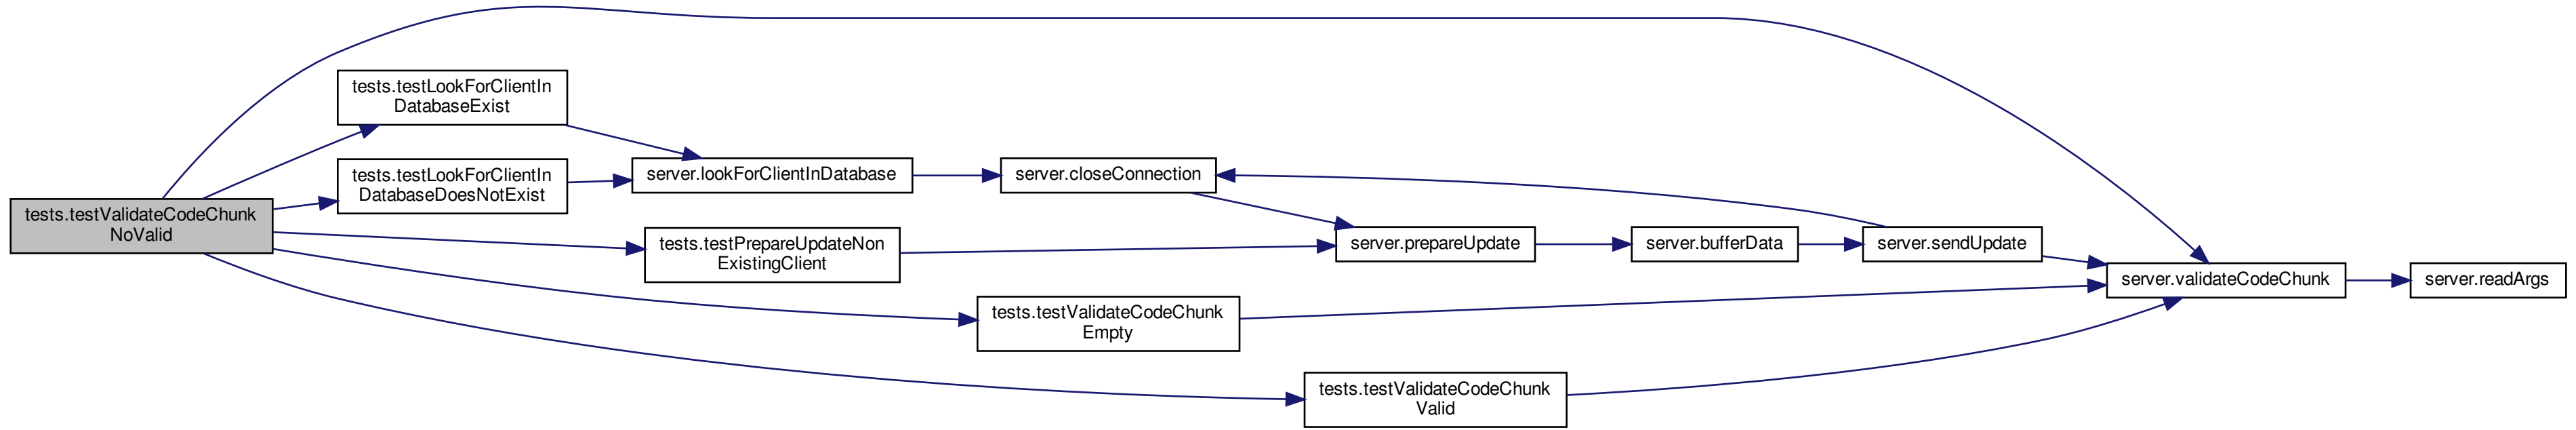 tests.testValidateCodeChunk
NoValid
tests.testLookForClientIn
DatabaseExist
tests.testLookForClientIn
DatabaseDoesNotExist
server.lookForClientInDatabase
server.closeConnection
tests.testPrepareUpdateNon
ExistingClient
server.prepareUpdate
server.bufferData
server.sendUpdate
server.validateCodeChunk
server.readArgs
tests.testValidateCodeChunk
Empty
tests.testValidateCodeChunk
Valid